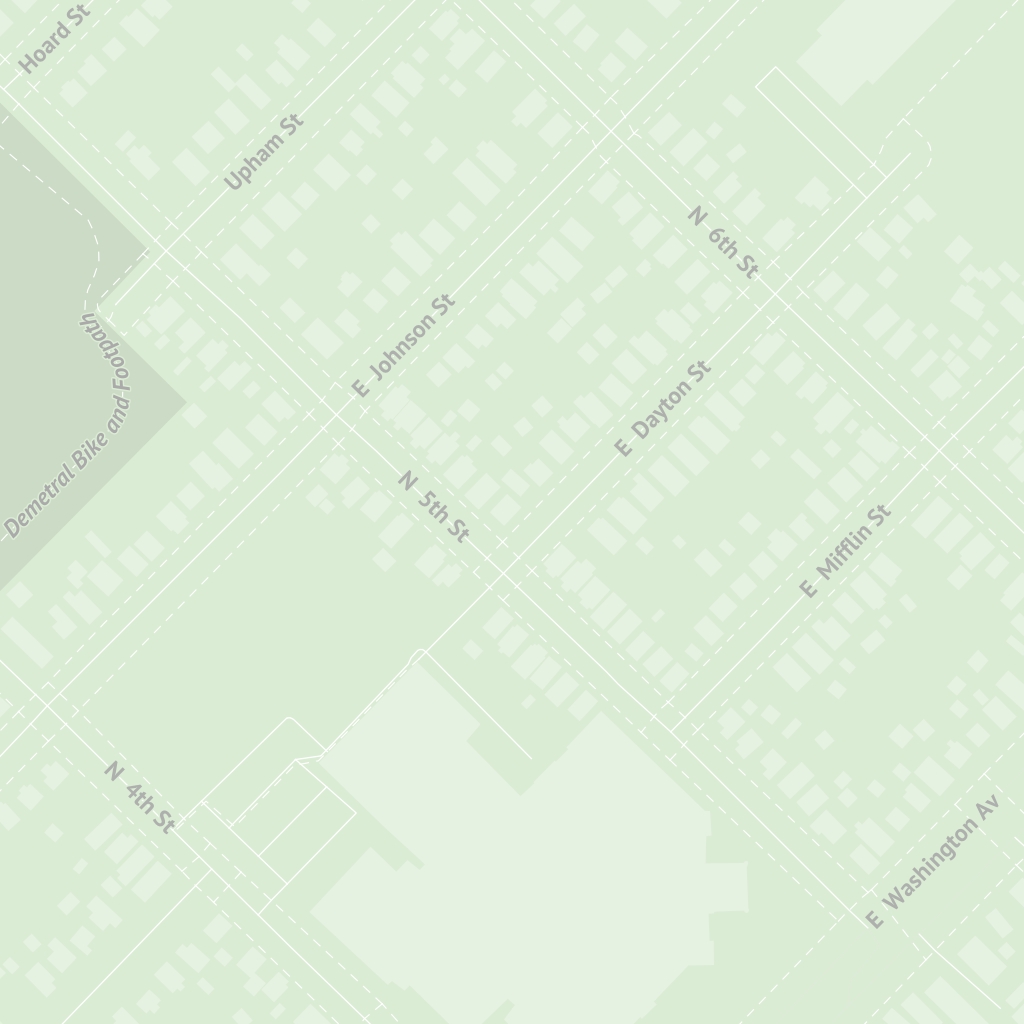 Hoard St
Upham St
N 6th St
E Johnson St
Demetral Bike and Footpath
E Dayton St
N 5th St
E Mifflin St
N 4th St
E Washington Av